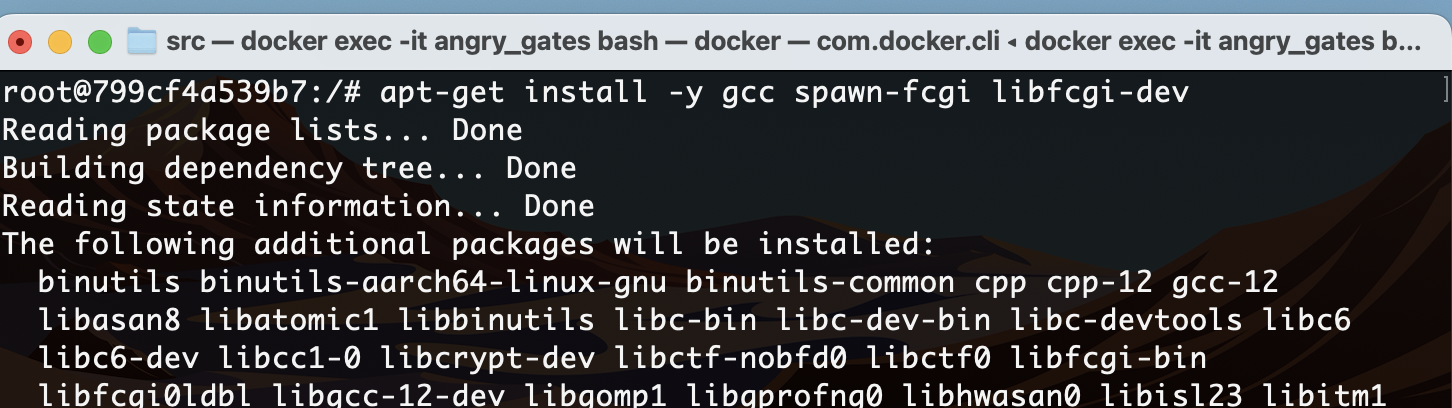 src — docker exec -it angry_gates bash — docker — com.docker.cli ◂ docker exec -it angry_gates b...
root@799cf4a539b7:/# apt-get install -y gcc spawn-fcgi libfcgi-dev
Reading package lists... Done
Building dependency tree... Done
Reading state information... Done
The following additional packages will be installed:
  binutils binutils-aarch64-linux-gnu binutils-common cpp cpp-12 gcc-12
  libasan8 libatomic1 libbinutils libc-bin libc-dev-bin libc-devtools libc6
  libc6-dev libcc1-0 libcrypt-dev libctf-nobfd0 libctf0 libfcgi-bin
  libfcgi0ldbl libgcc-12-dev libgomp1 libgprofng0 libhwasan0 libisl23 libitm1